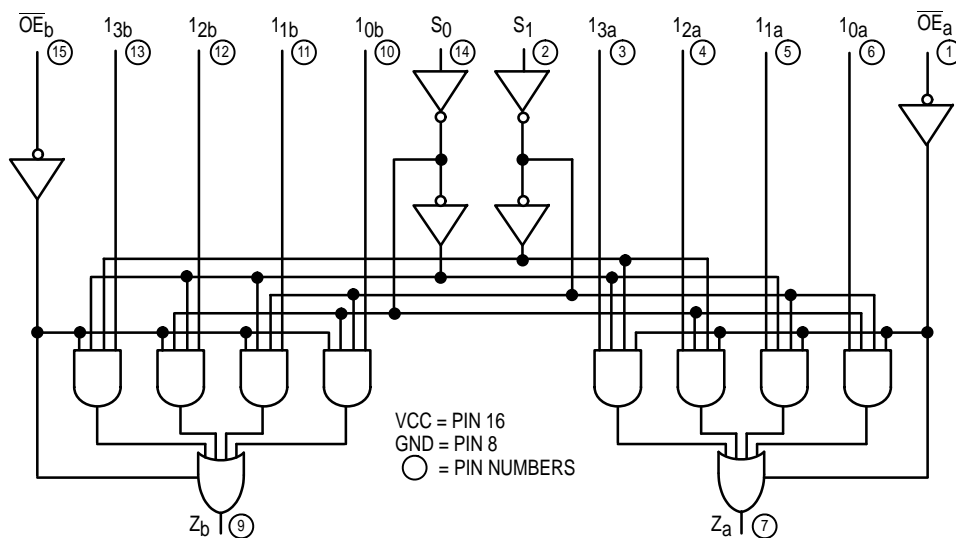 OEb 13b 12b 11b 10b S0 S1 13a 12a 11a 10a OEa
15 13 12 11 10 14 2 3 4 5 6 1
VCC = PIN 16
GND = PIN 8
= PIN NUMBERS
Zb 9 Za 7